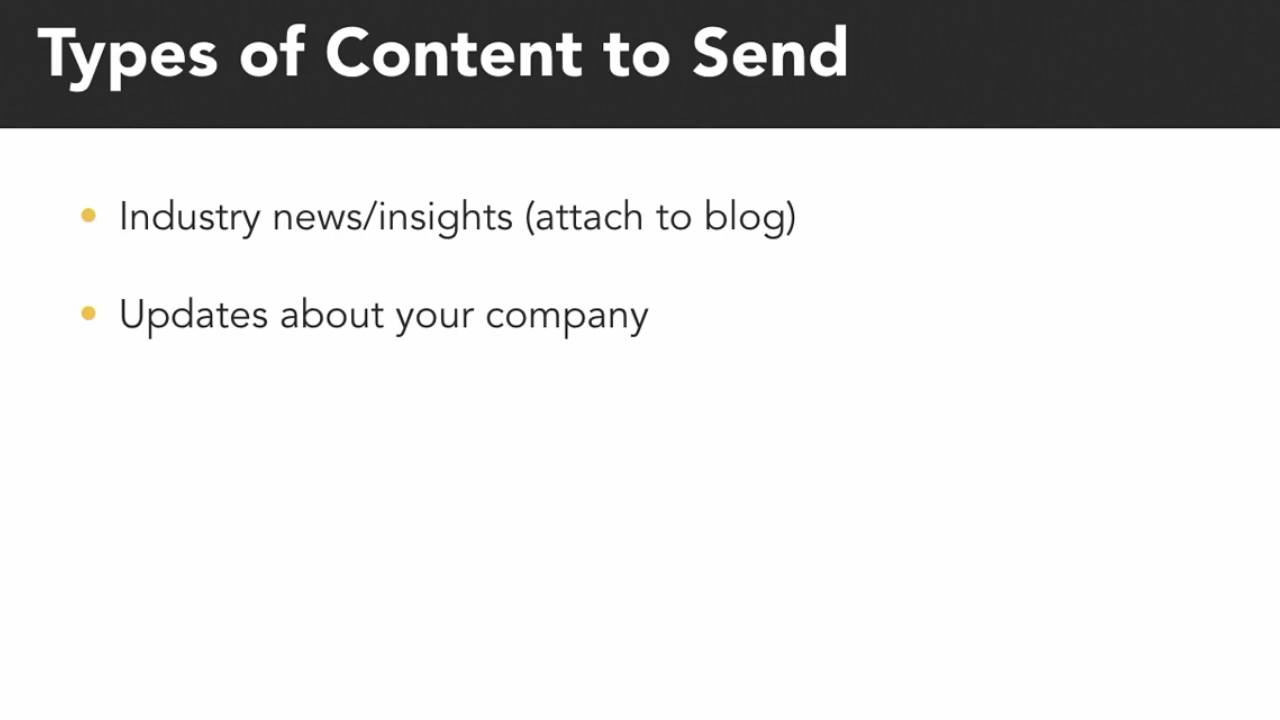 Types of Content to Send
Industry news/insights (attach to blog)
Updates about your company